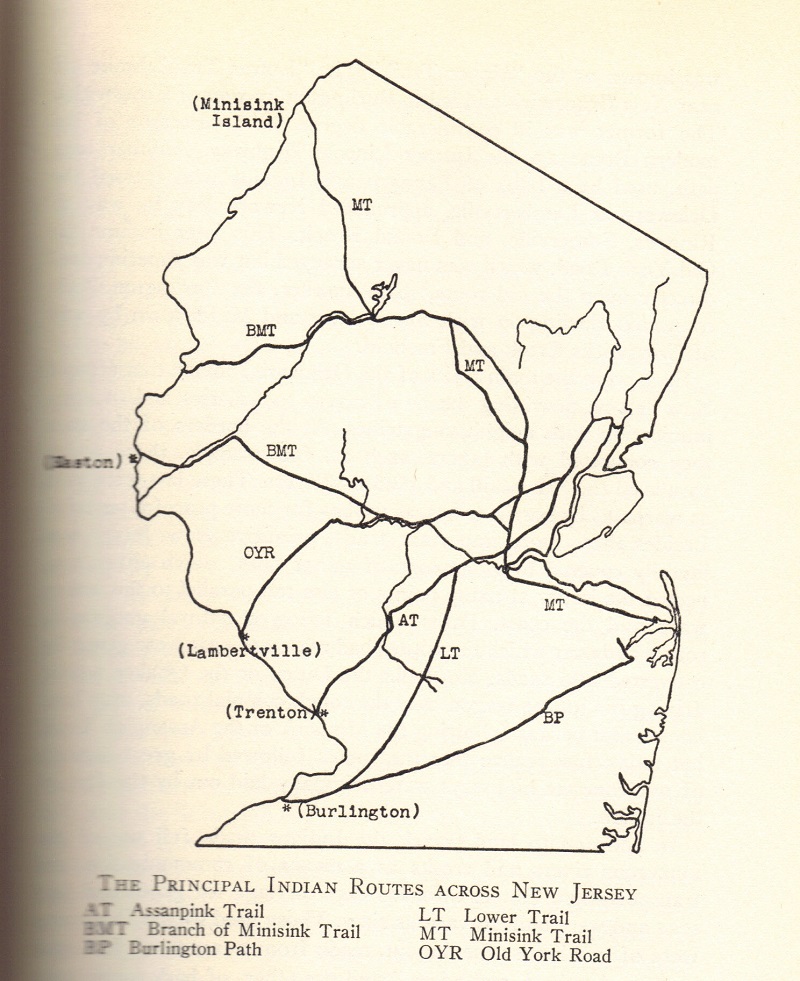 (Minisink
Island)
MT
BMT
MT
(Easton) *
BMT
OYR
MT
AT
(Lambertville)
*
LT
(Trenton) *
BP
* (Burlington)
THE PRINCIPAL INDIAN ROUTES ACROSS NEW JERSEY
AT Assanpink Trail
BMT Branch of Minisink Trail
BP Burlington Path
LT Lower Trail
MT Minisink Trail
OYR Old York Road